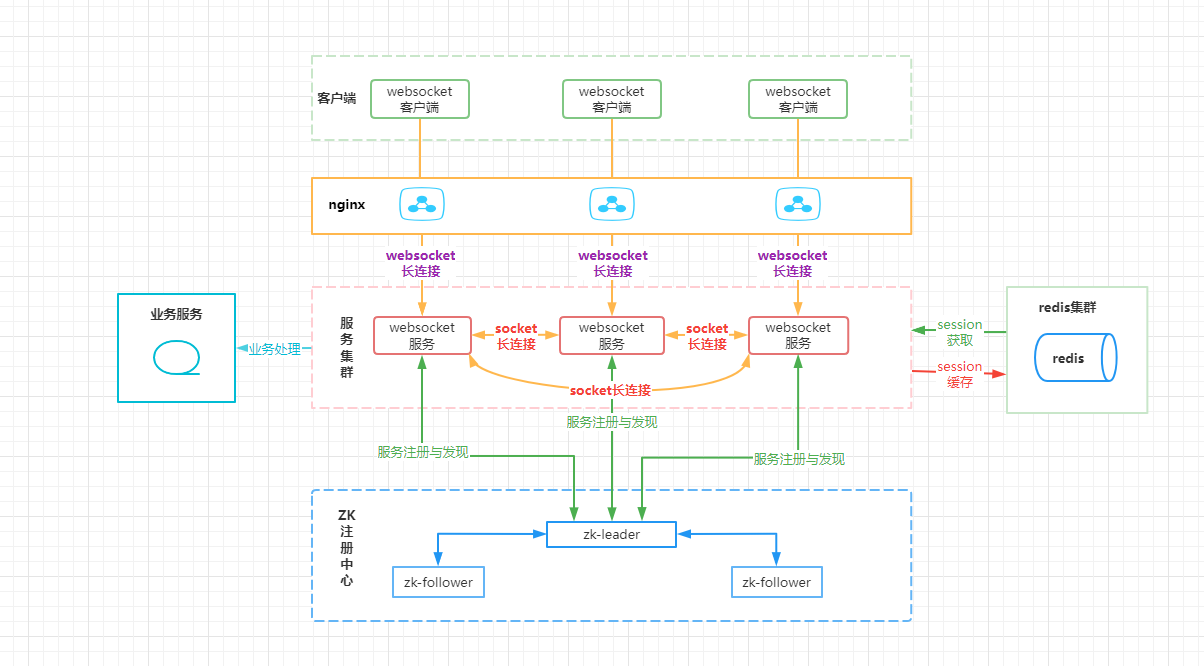 客户端
websocket
客户端
websocket
客户端
websocket
客户端
nginx
websocket
长连接
websocket
长连接
websocket
长连接
业务服务
业务处理
服
务
集
群
websocket
服务
socket
长连接
websocket
服务
socket
长连接
websocket
服务
socket长连接
redis集群
redis
session
获取
session
缓存
服务注册与发现
服务注册与发现
服务注册与发现
ZK
注
册
中
心
zk-leader
zk-follower
zk-follower